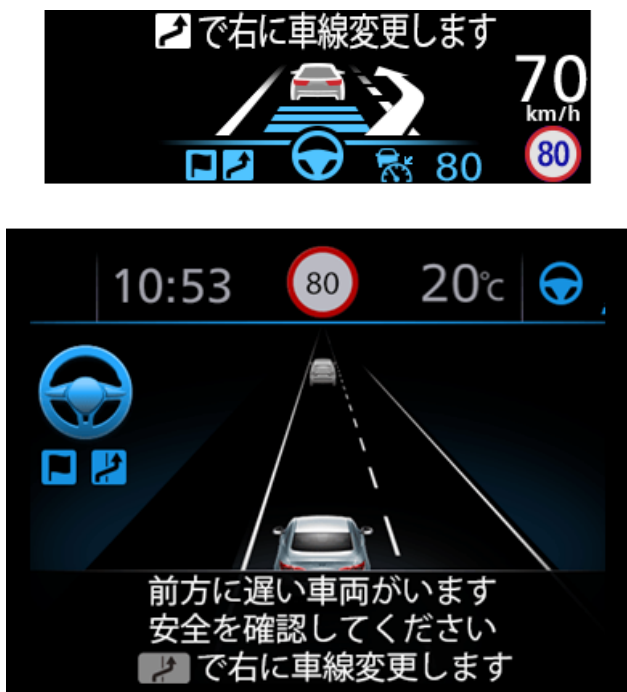 で右に車線変更します
70
km/h
80
80
10:53
80
20℃
前方に遅い車両がいます
安全を確認してください
で右に車線変更します